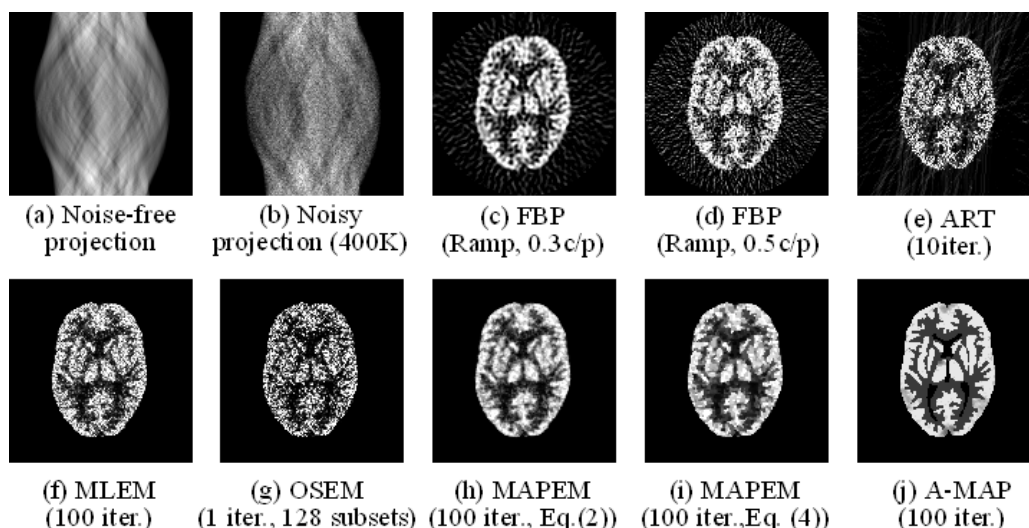 (a) Noise-free
projection
(b) Noisy
projection (400K)
(c) FBP
(Ramp, 0.3c/p)
(d) FBP
(Ramp, 0.5c/p)
(e) ART
(10iter.)
(f) MLEM
(100 iter.)
(g) OSEM
(1 iter., 128 subsets)
(h) MAPEM
(100 iter., Eq.(2))
(i) MAPEM
(100 iter.,Eq. (4))
(j) A-MAP
(100 iter.)